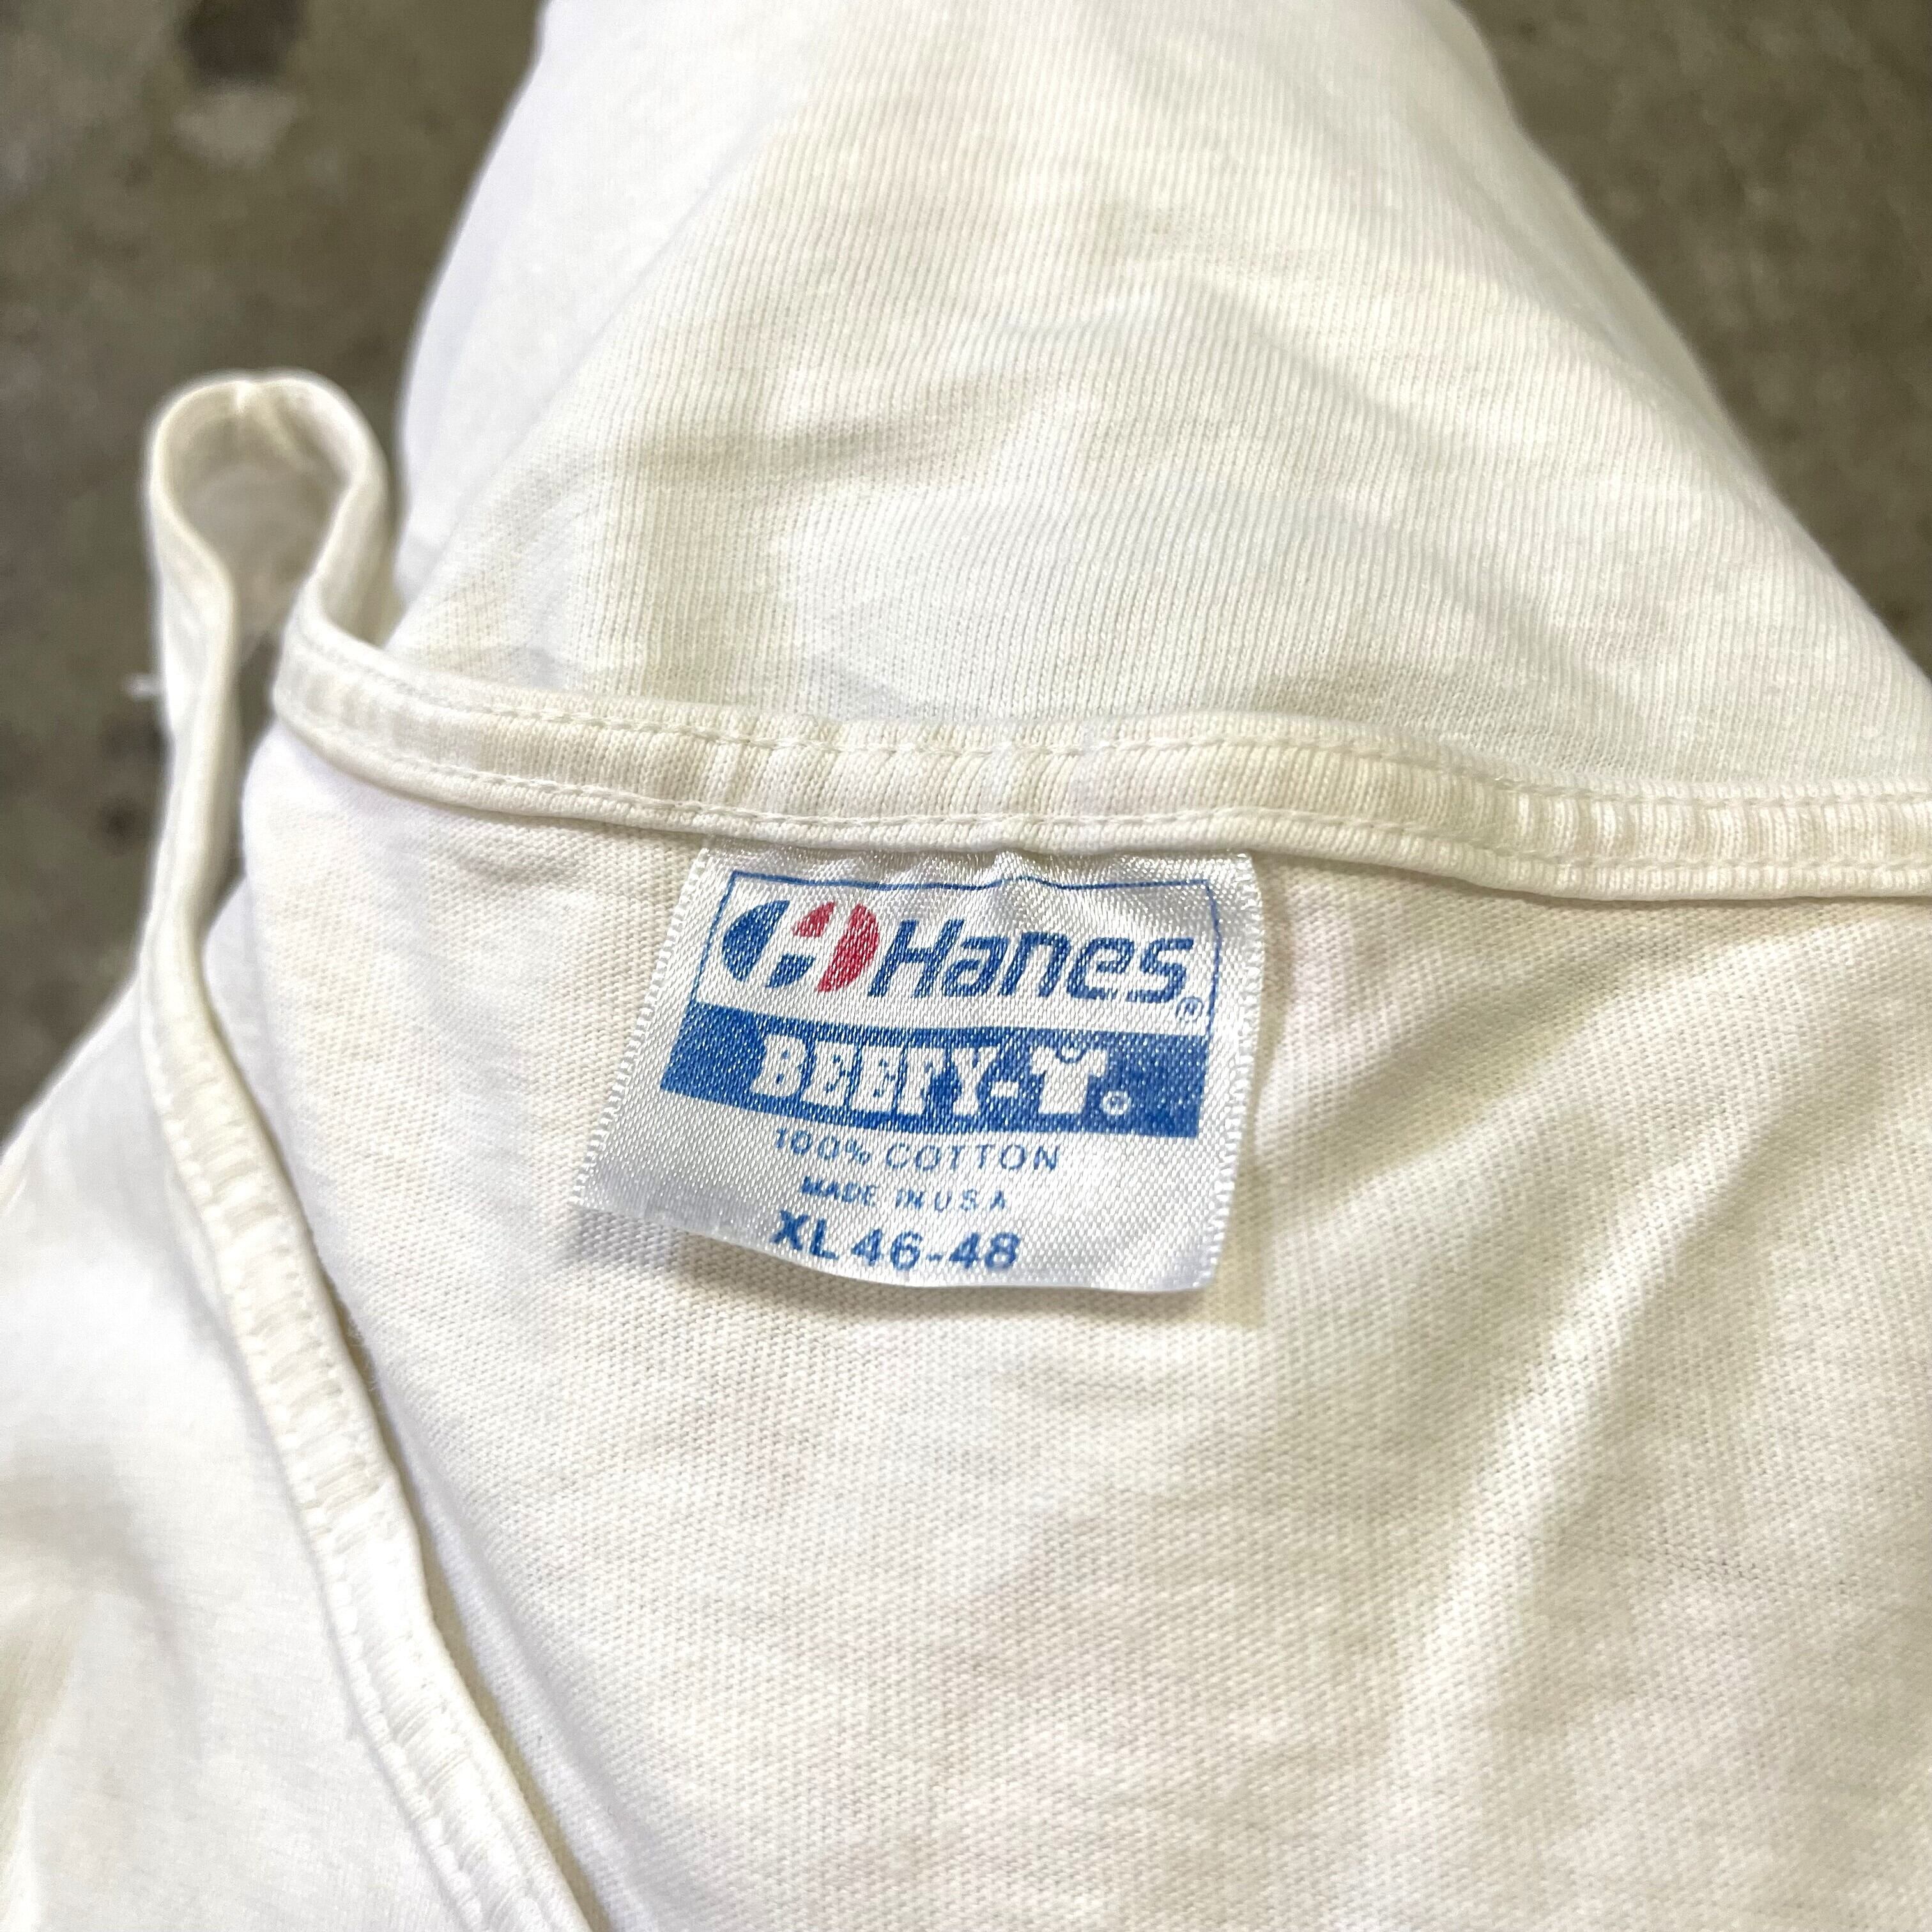 Hanes®
BEEFY-T®
100% COTTON
MADE IN U S A
XL 46-48